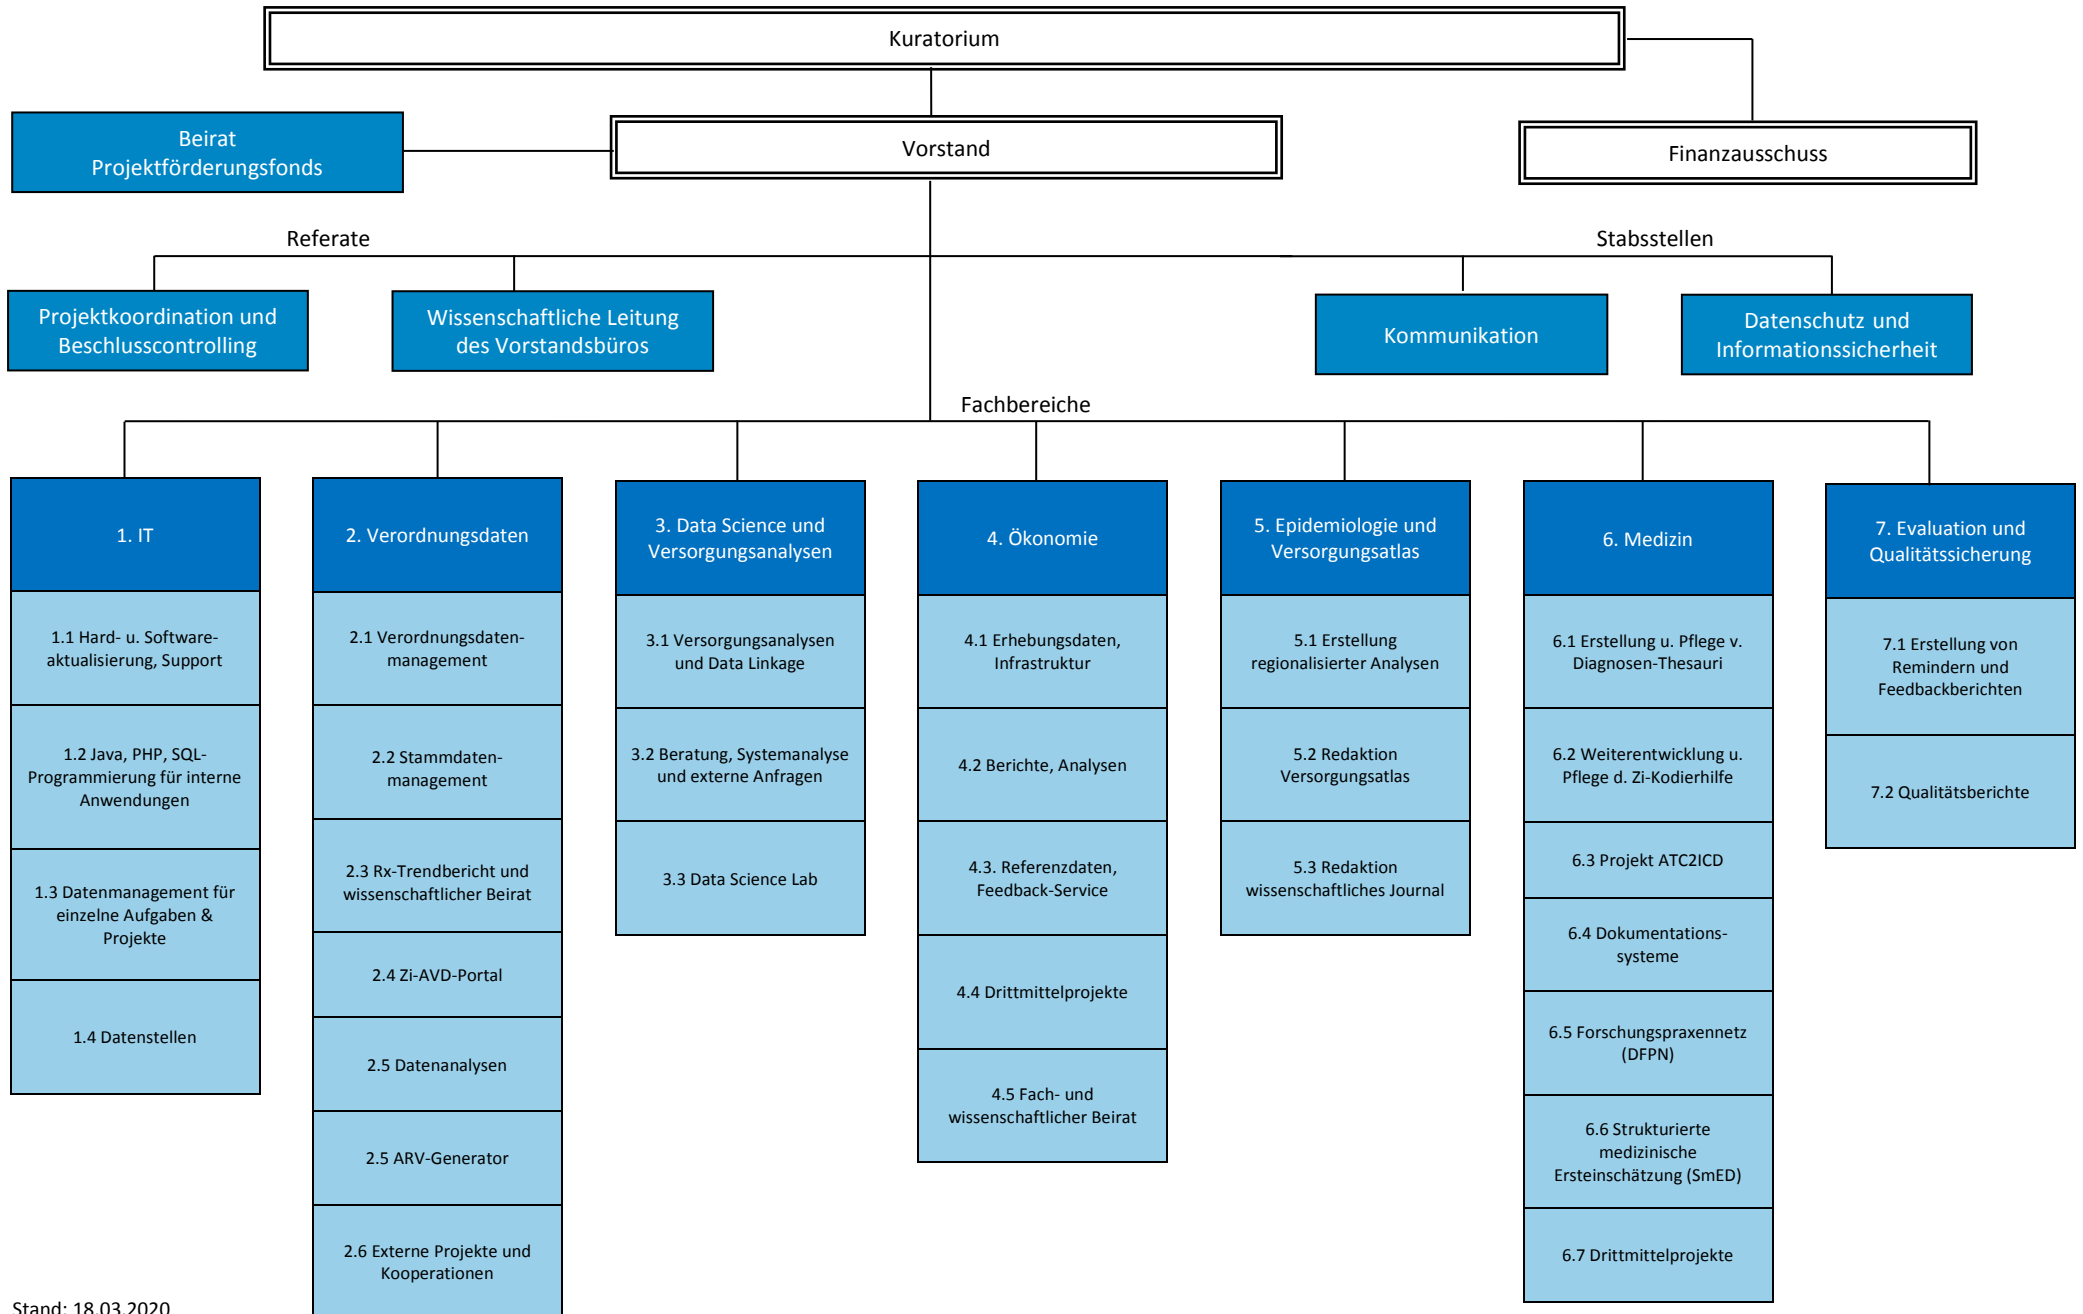 Kuratorium
Beirat
Projektförderungsfonds
Vorstand
Finanzausschuss
Referate
Stabsstellen
Projektkoordination und
Beschlusscontrolling
Wissenschaftliche Leitung
des Vorstandsbüros
Kommunikation
Datenschutz und
Informationssicherheit
Fachbereiche
1. IT
1.1 Hard- u. Software-
aktualisierung, Support
1.2 Java, PHP, SQL-
Programmierung für interne
Anwendungen
1.3 Datenmanagement für
einzelne Aufgaben &
Projekte
1.4 Datenstellen
2. Verordnungsdaten
2.1 Verordnungsdaten-
management
2.2 Stammdaten-
management
2.3 Rx-Trendbericht und
wissenschaftlicher Beirat
2.4 Zi-AVD-Portal
2.5 Datenanalysen
2.5 ARV-Generator
2.6 Externe Projekte und
Kooperationen
3. Data Science und
Versorgungsanalysen
3.1 Versorgungsanalysen
und Data Linkage
3.2 Beratung, Systemanalyse
und externe Anfragen
3.3 Data Science Lab
4. Ökonomie
4.1 Erhebungsdaten,
Infrastruktur
4.2 Berichte, Analysen
4.3. Referenzdaten,
Feedback-Service
4.4 Drittmittelprojekte
4.5 Fach- und
wissenschaftlicher Beirat
5. Epidemiologie und
Versorgungsatlas
5.1 Erstellung
regionalisierter Analysen
5.2 Redaktion
Versorgungsatlas
5.3 Redaktion
wissenschaftliches Journal
6. Medizin
6.1 Erstellung u. Pflege v.
Diagnosen-Thesauri
6.2 Weiterentwicklung u.
Pflege d. Zi-Kodierhilfe
6.3 Projekt ATC2ICD
6.4 Dokumentations-
systeme
6.5 Forschungspraxennetz
(DFPN)
6.6 Strukturierte
medizinische
Ersteinschätzung (SmED)
6.7 Drittmittelprojekte
7. Evaluation und
Qualitätssicherung
7.1 Erstellung von
Remindern und
Feedbackberichten
7.2 Qualitätsberichte
Stand: 18.03.2020